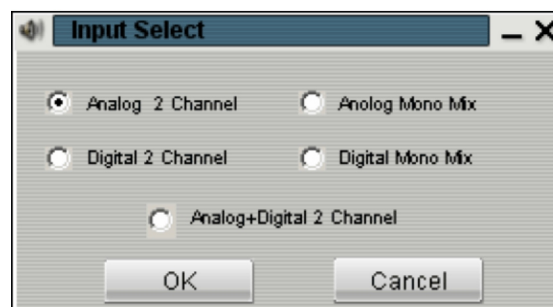 Input Select
Analog 2 Channel Anolog Mono Mix
Digital 2 Channel Digital Mono Mix
Analog+Digital 2 Channel
OK Cancel